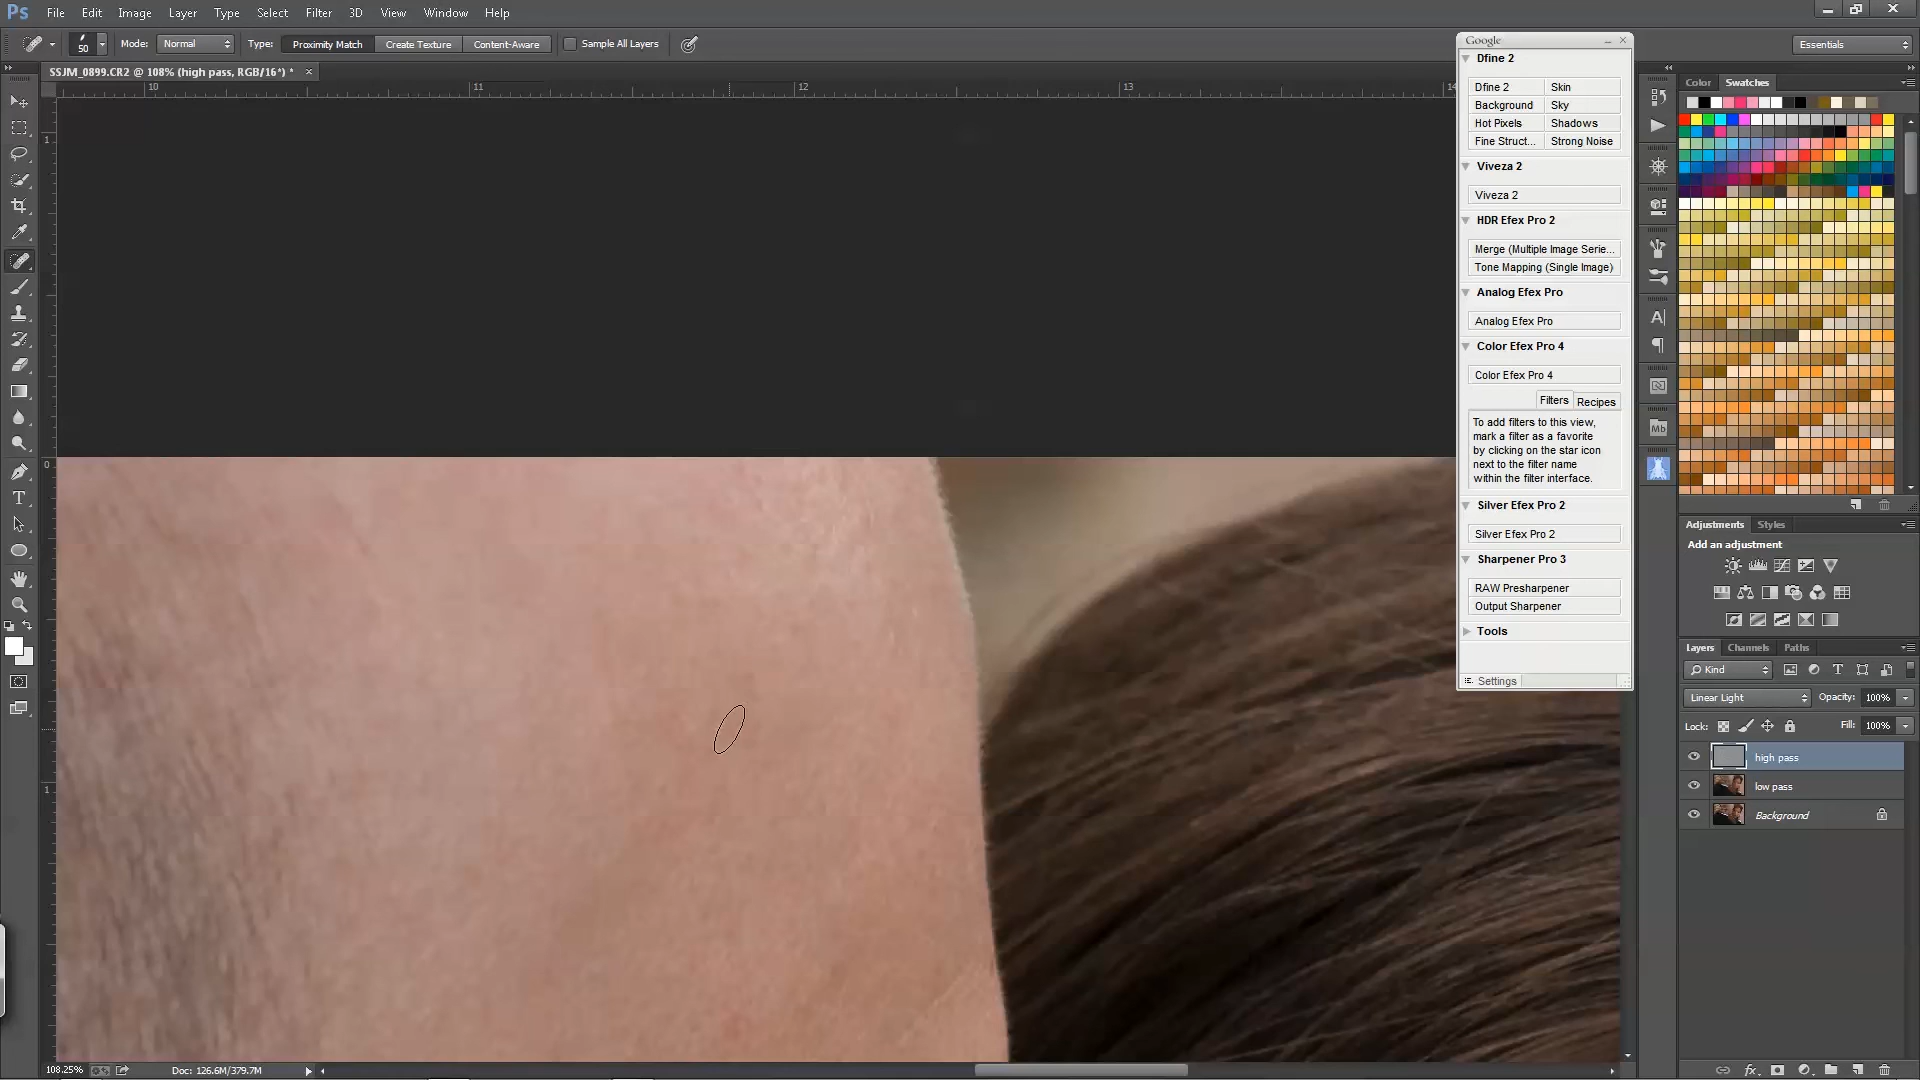 Ps File Edit Image Layer Type Select Filter 3D View Window Help
50 Mode: Normal Type: Proximity Match Create Texture Content-Aware Sample All Layers Essentials
SSJM_0899.CR2 @ 108% (high pass, RGB/16*) * ×
10 11 12 13 14
1
0
1
Google
Dfine 2
Dfine 2 Skin
Background Sky
Hot Pixels Shadows
Fine Struct... Strong Noise
Viveza 2
Viveza 2
HDR Efex Pro 2
Merge (Multiple Image Serie...
Tone Mapping (Single Image)
Analog Efex Pro
Analog Efex Pro
Color Efex Pro 4
Color Efex Pro 4
Filters Recipes
To add filters to this view,
mark a filter as a favorite
by clicking on the star icon
next to the filter name
within the filter interface.
Silver Efex Pro 2
Silver Efex Pro 2
Sharpener Pro 3
RAW Presharpener
Output Sharpener
Tools
Settings
Mb
Color Swatches
Adjustments Styles
Add an adjustment
Layers Channels Paths
Kind
Linear Light Opacity: 100%
Lock: Fill: 100%
high pass
low pass
Background
108.25% Doc: 126.6M/379.7M